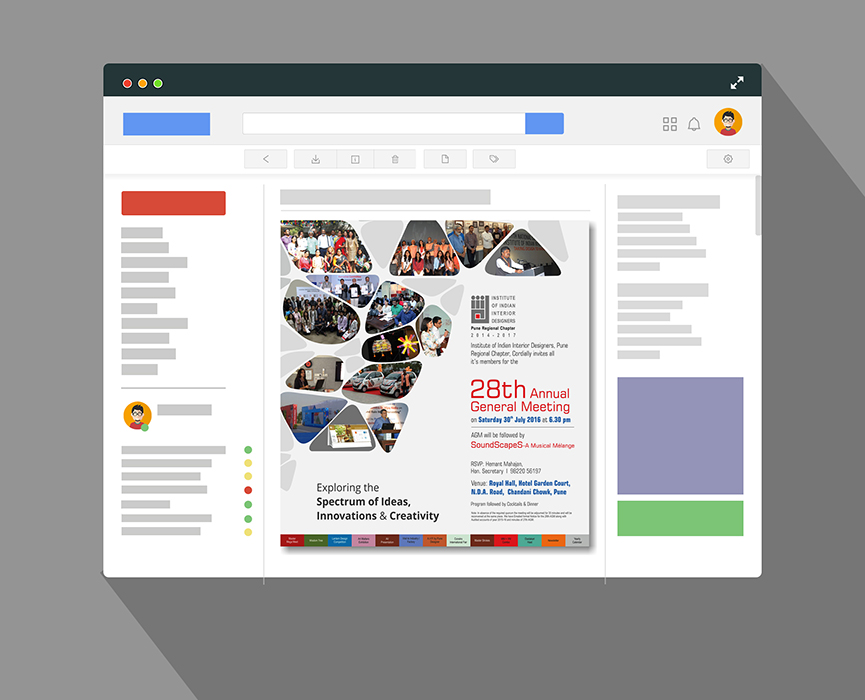 INSTITUTE
OF INDIAN
INTERIOR
DESIGNERS
Pune Regional Chapter
2 0 1 4 - 2 0 1 7
Institute of Indian Interior Designers, Pune
Regional Chapter, Cordially invites all
it's members for the
28th Annual
General Meeting
on Saturday 30th July 2016 at 6.30 pm
AGM will be followed by
SoundScapeS-A Musical Mélange
RSVP: Hemant Mahajan,
Hon. Secretary | 98220 56197
Venue: Royal Hall, Hotel Garden Court,
N.D.A. Road, Chandani Chowk, Pune
Program followed by Cocktails & Dinner
Exploring the
Spectrum of Ideas,
Innovations & Creativity